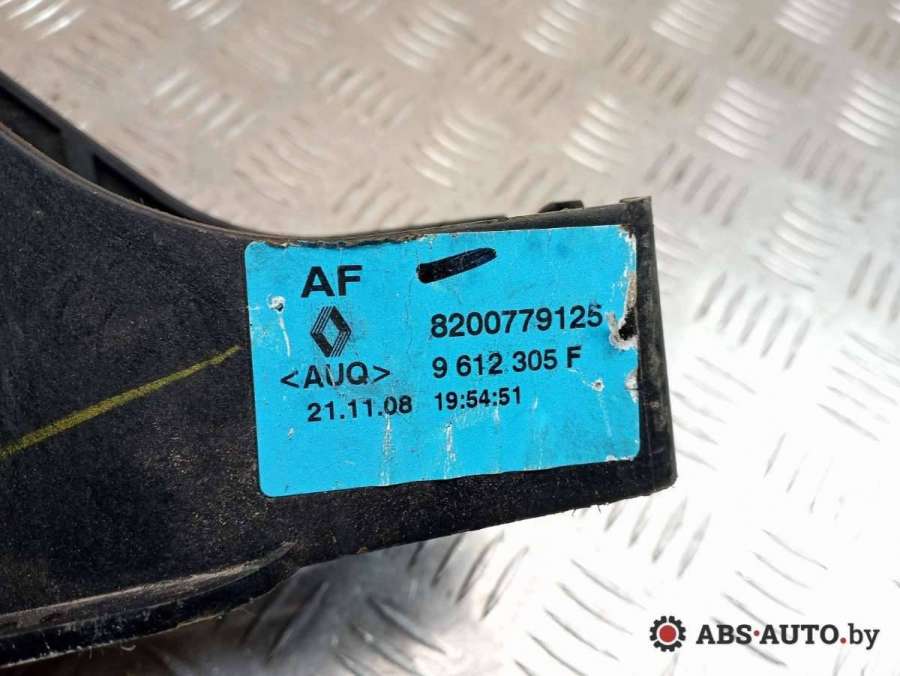 AF
8200779125
<AUQ> 9 612 305 F
21.11.08 19:54:51
ABS-AUTO.by